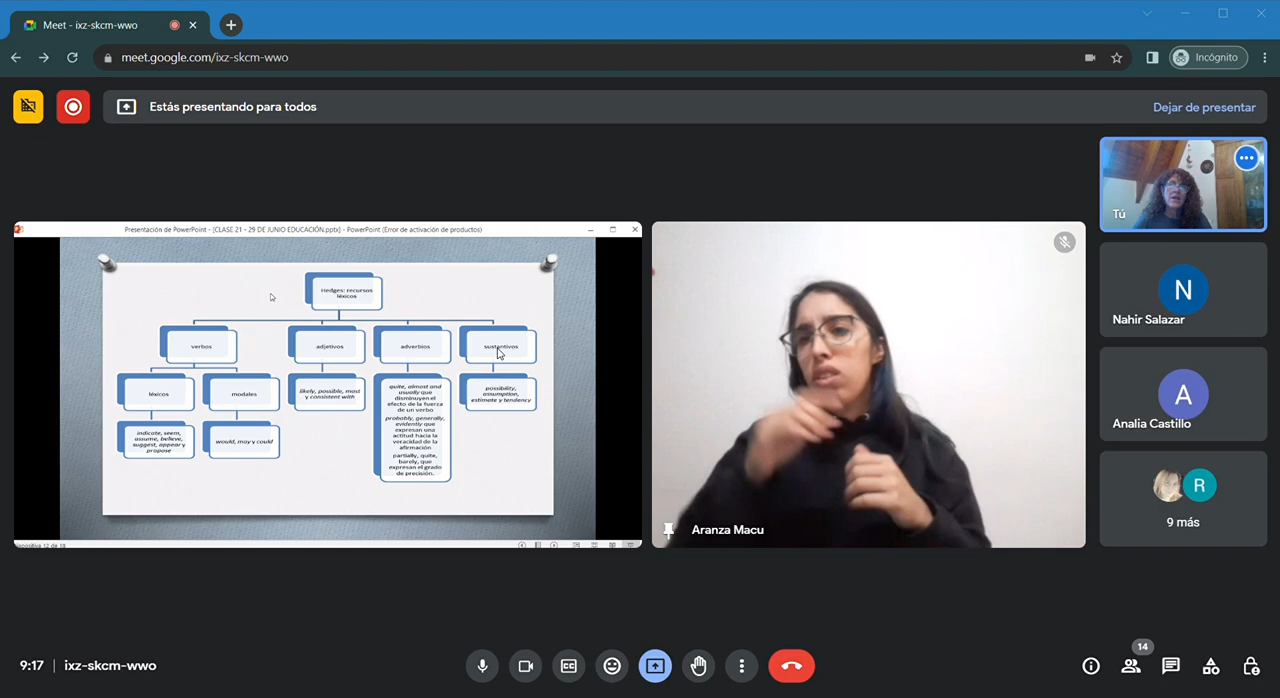 Meet - ixz-skcm-wwo
meet.google.com/ixz-skcm-wwo
Incógnito
Estás presentando para todos
Dejar de presentar
Presentación de PowerPoint - [CLASE 21 - 29 DE JUNIO EDUCACIÓN.pptx] - PowerPoint (Error de activación de productos)
Hedges: recursos
léxicos
verbos
adjetivos
adverbios
sustantivos
léxicos
modales
likely, possible, most
y consistent with
quite, almost and
usually que
disminuyen el
efecto de la fuerza
de un verbo
probably, generally,
evidently que
expresan una
actitud hacia la
veracidad de la
afirmación
partially, quite,
barely, que
expresan el grado
de precisión.
possibility,
assumption,
estimate y tendency
indicate, seem,
assume, believe,
suggest, appear y
propose
would, may y could
Diapositiva 12 de 18
Aranza Macu
Tú
N
Nahir Salazar
A
Analia Castillo
R
9 más
9:17 | ixz-skcm-wwo
14